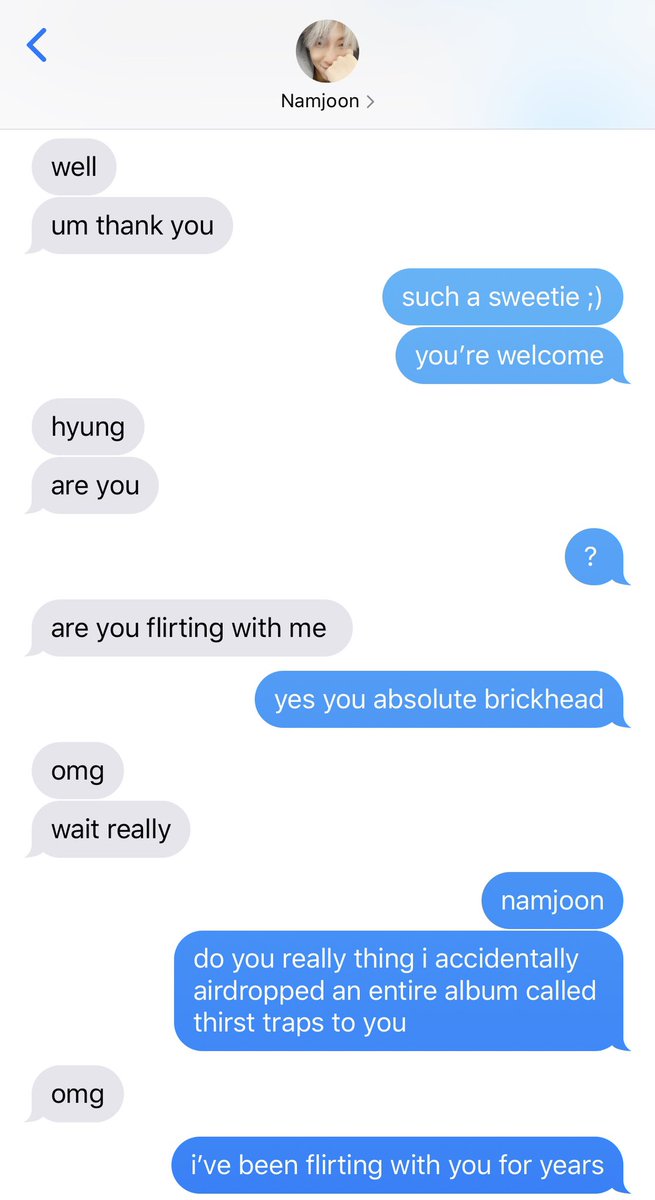 Namjoon
well
um thank you
such a sweetie ;)
you’re welcome
hyung
are you
?
are you flirting with me
yes you absolute brickhead
omg
wait really
namjoon
do you really thing i accidentally
airdropped an entire album called
thirst traps to you
omg
i’ve been flirting with you for years